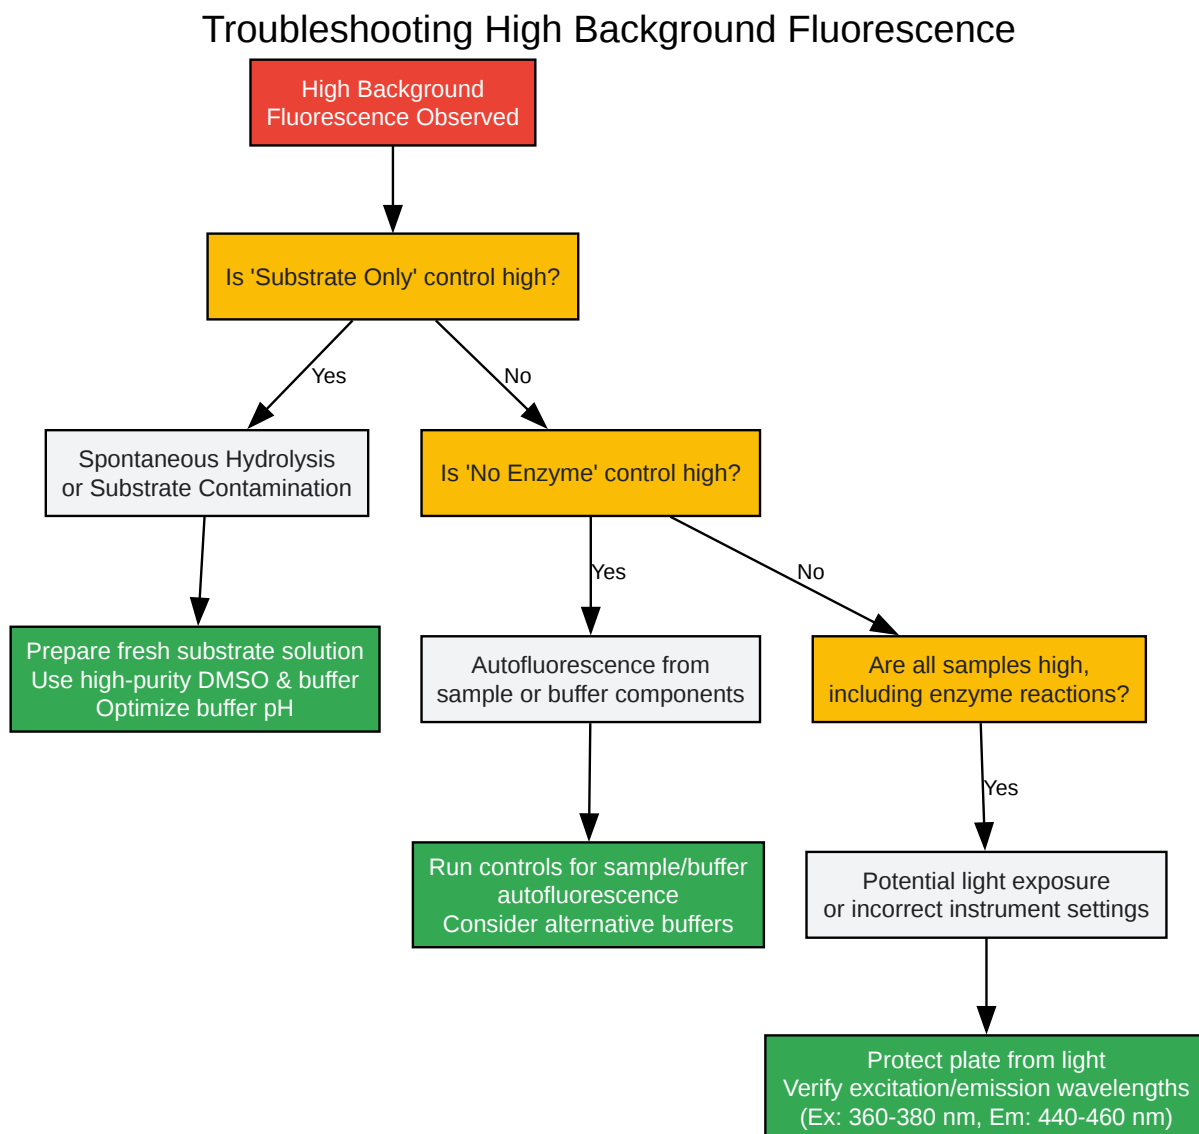 Troubleshooting High Background Fluorescence
High Background
Fluorescence Observed
Is 'Substrate Only' control high?
Yes
No
Spontaneous Hydrolysis
or Substrate Contamination
Is 'No Enzyme' control high?
Yes
No
Prepare fresh substrate solution
Use high-purity DMSO & buffer
Optimize buffer pH
Autofluorescence from
sample or buffer components
Are all samples high,
including enzyme reactions?
Yes
Run controls for sample/buffer
autofluorescence
Consider alternative buffers
Potential light exposure
or incorrect instrument settings
Protect plate from light
Verify excitation/emission wavelengths
(Ex: 360-380 nm, Em: 440-460 nm)